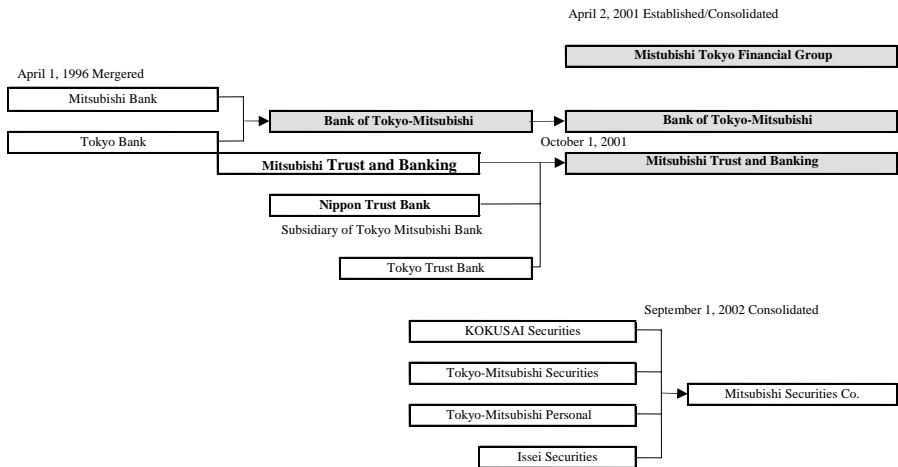 April 2, 2001 Established/Consolidated
Mistubishi Tokyo Financial Group
April 1, 1996 Mergered
Mitsubishi Bank
Bank of Tokyo-Mitsubishi
Bank of Tokyo-Mitsubishi
Tokyo Bank
October 1, 2001
Mitsubishi Trust and Banking
Mitsubishi Trust and Banking
Nippon Trust Bank
Subsidiary of Tokyo Mitsubishi Bank
Tokyo Trust Bank
September 1, 2002 Consolidated
KOKUSAI Securities
Tokyo-Mitsubishi Securities
Mitsubishi Securities Co.
Tokyo-Mitsubishi Personal
Issei Securities